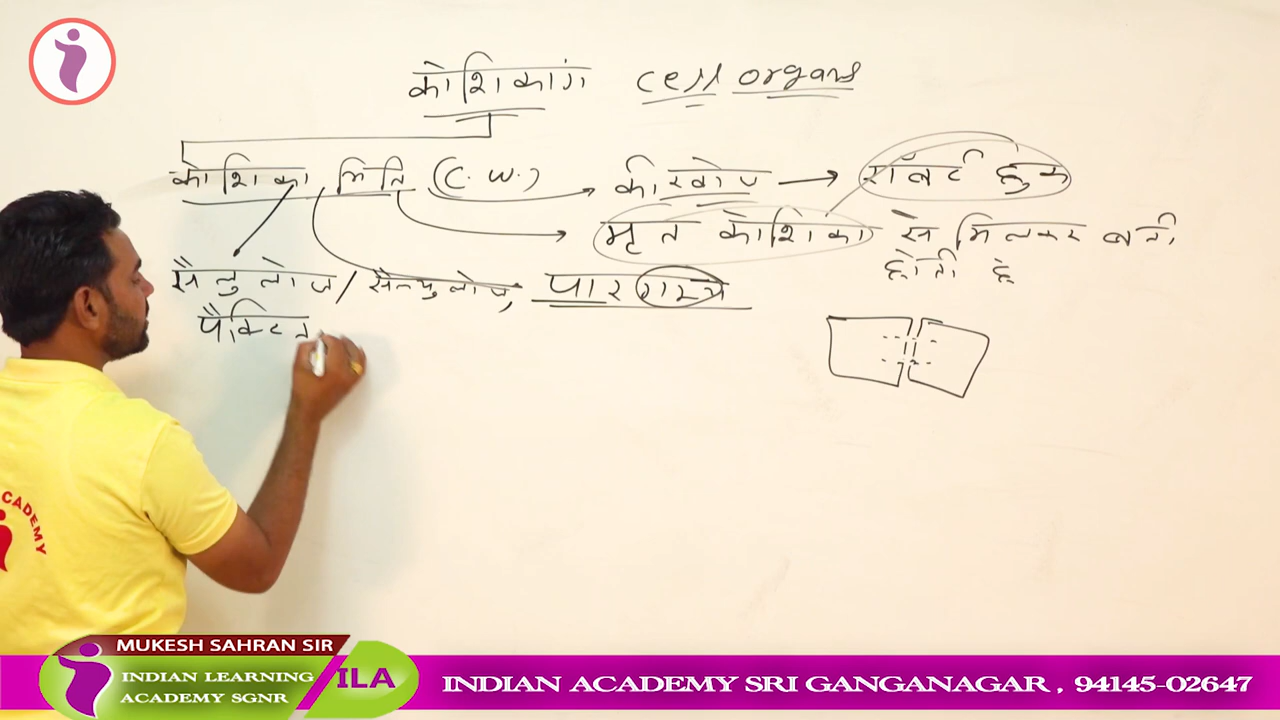 कोशिकांग cell organs
कोशिका भित्ति (C.W.) की खोज → रॉबर्ट हुक
मृत कोशिका से मिलकर बनी
होती है
सैलुलोज / सैल्युलोज, पारगम्य
पैक्टिन
CADEMY
MUKESH SAHRAN SIR
INDIAN LEARNING
ACADEMY SGNR
ILA
INDIAN ACADEMY SRI GANGANAGAR , 94145-02647